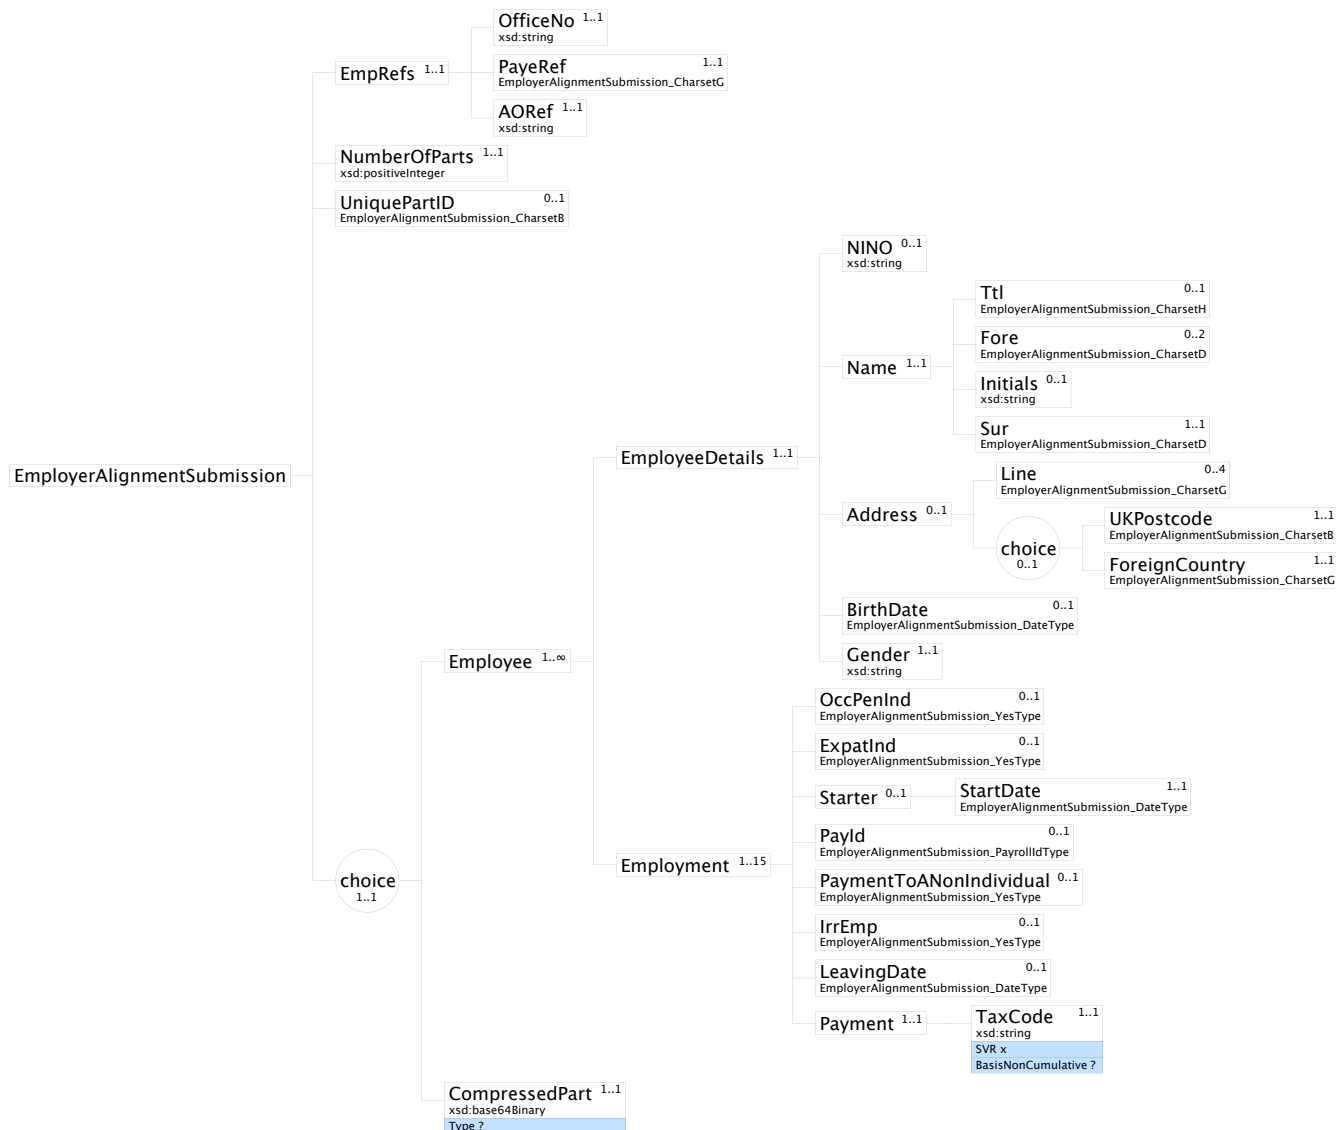 OfficeNo 1..1
xsd:string
EmpRefs 1..1
PayeRef 1..1
EmployerAlignmentSubmission_CharsetG
AORef 1..1
xsd:string
NumberOfParts 1..1
xsd:positiveInteger
UniquePartID 0..1
EmployerAlignmentSubmission_CharsetB
NINO 0..1
xsd:string
Ttl 0..1
EmployerAlignmentSubmission_CharsetH
Fore 0..2
EmployerAlignmentSubmission_CharsetD
Name 1..1
Initials 0..1
xsd:string
Sur 1..1
EmployerAlignmentSubmission_CharsetD
EmployeeDetails 1..1
EmployerAlignmentSubmission
Line 0..4
EmployerAlignmentSubmission_CharsetG
Address 0..1
UKPostcode 1..1
EmployerAlignmentSubmission_CharsetB
choice
0..1
ForeignCountry 1..1
EmployerAlignmentSubmission_CharsetG
BirthDate 0..1
EmployerAlignmentSubmission_DateType
Employee 1..∞
Gender 1..1
xsd:string
OccPenInd 0..1
EmployerAlignmentSubmission_YesType
ExpatInd 0..1
EmployerAlignmentSubmission_YesType
Starter 0..1
StartDate 1..1
EmployerAlignmentSubmission_DateType
PayId 0..1
EmployerAlignmentSubmission_PayrollIdType
Employment 1..15
choice
1..1
PaymentToANonIndividual 0..1
EmployerAlignmentSubmission_YesType
IrrEmp 0..1
EmployerAlignmentSubmission_YesType
LeavingDate 0..1
EmployerAlignmentSubmission_DateType
Payment 1..1
TaxCode 1..1
xsd:string
SVR x
BasisNonCumulative ?
CompressedPart 1..1
xsd:base64Binary
Type ?